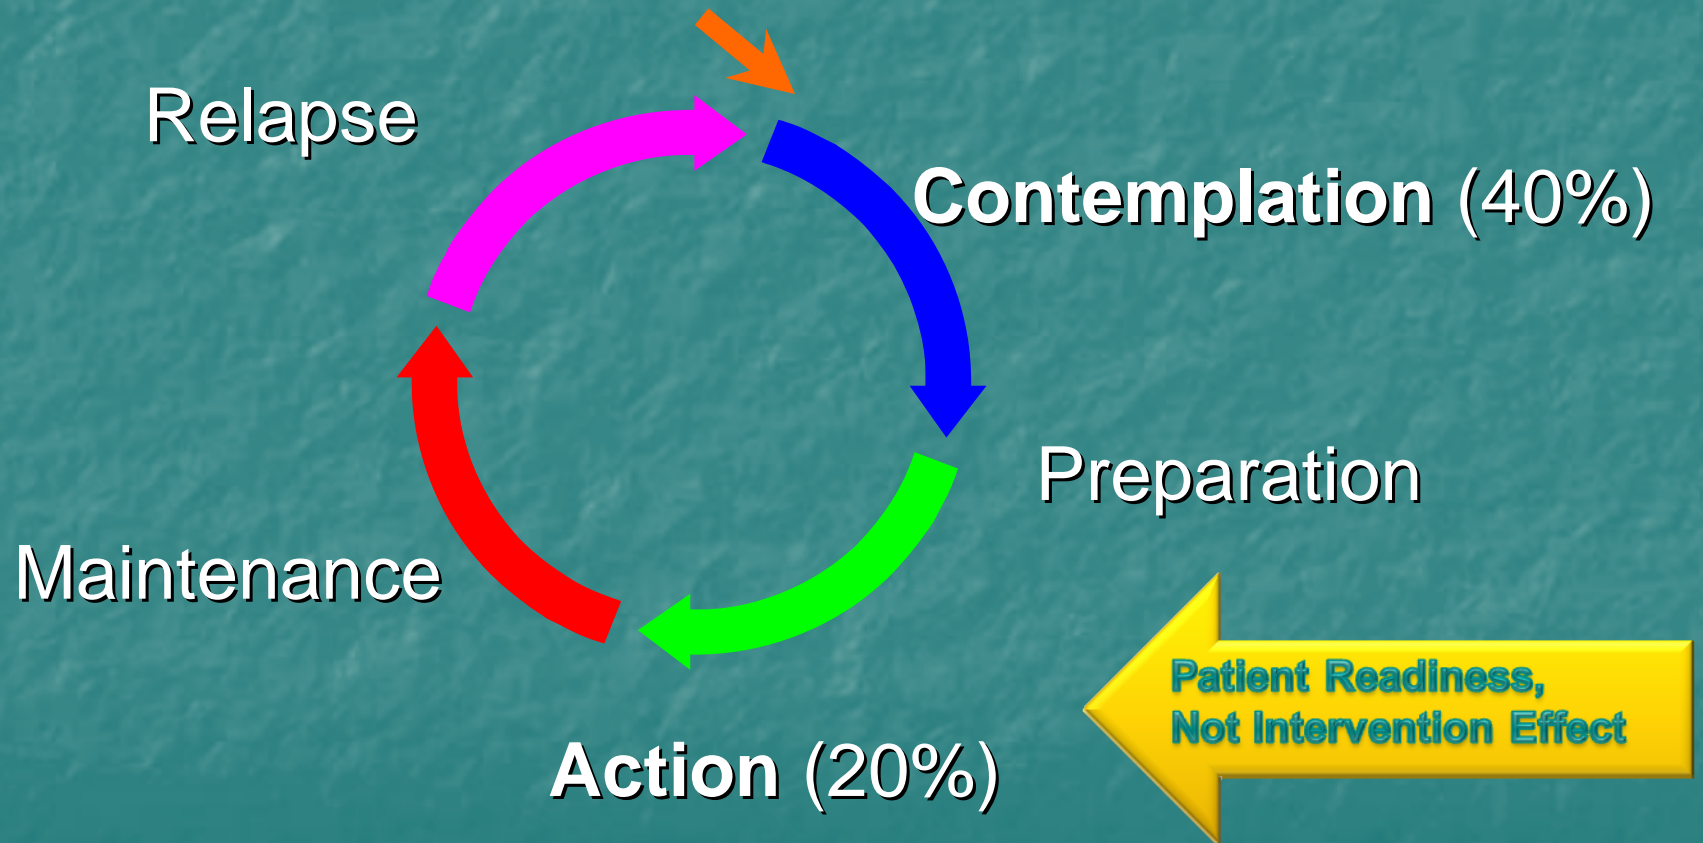 Relapse
Contemplation (40%)
Preparation
Maintenance
Patient Readiness,
Not Intervention Effect
Action (20%)